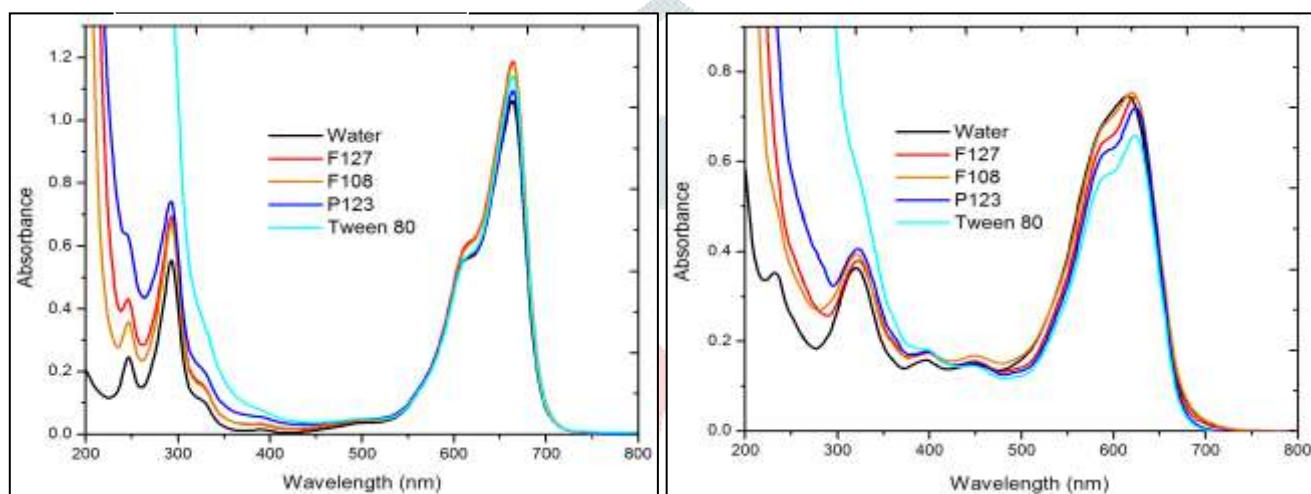 1.2
1.0
0.8
0.6
0.4
0.2
0.0
Absorbance
Water
F127
F108
P123
Tween 80
200 300 400 500 600 700 800
Wavelength (nm)
0.8
0.6
0.4
0.2
0.0
Absorbance
Water
F127
F108
P123
Tween 80
200 300 400 500 600 700 800
Wavelength (nm)